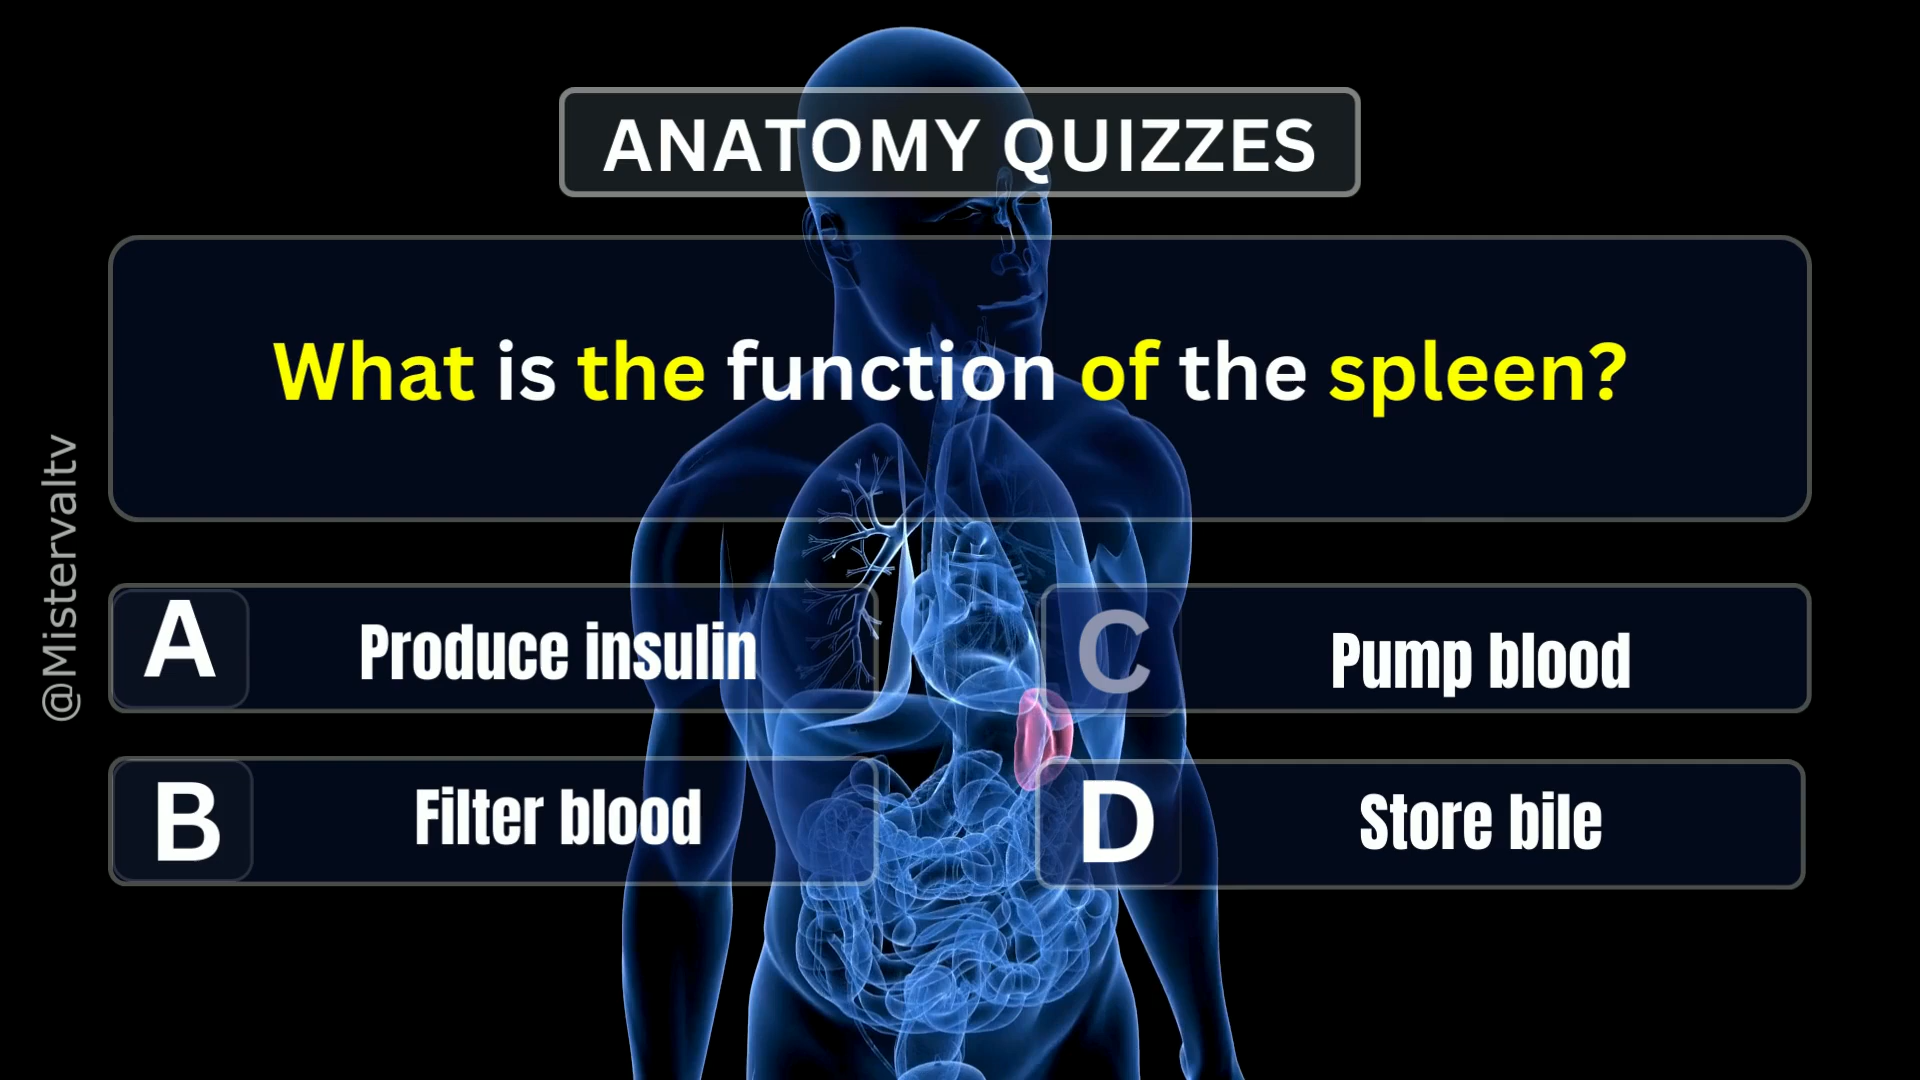 ANATOMY QUIZZES
What is the function of the spleen?
@Mistervaltv
A
Produce insulin
B
Filter blood
C
Pump blood
D
Store bile